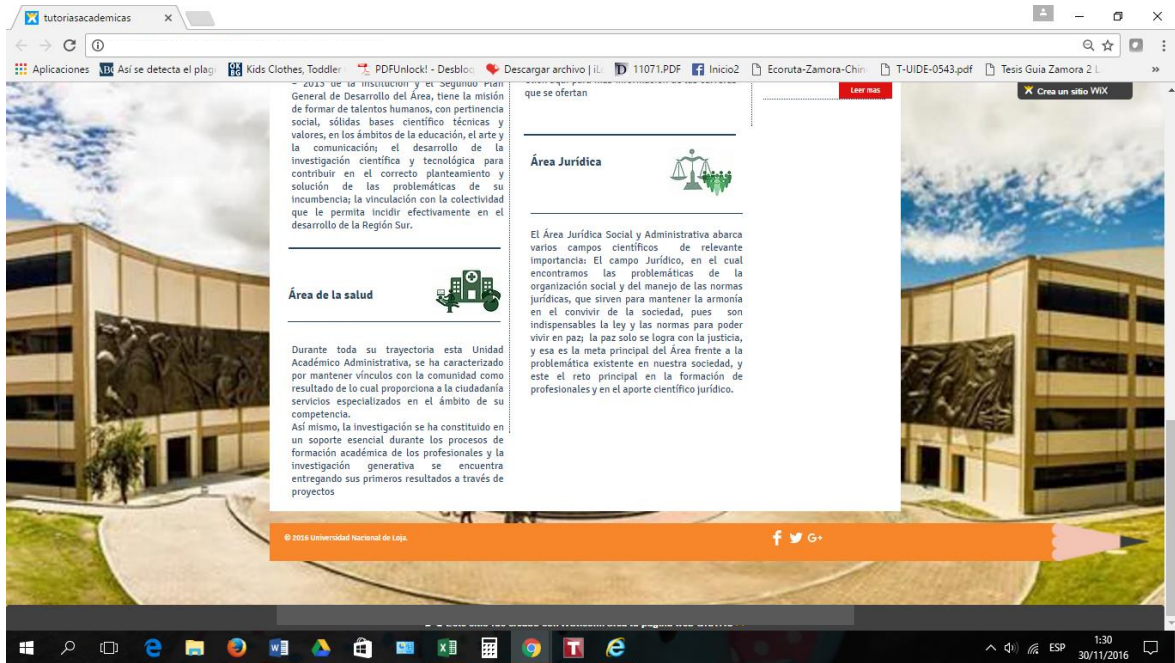 tutoriasacademicas
Aplicaciones
Así se detecta el plag
Kids Clothes, Toddler
PDFUnlock! - Desbloq
Descargar archivo | iL
11071.PDF
Inicio2
Ecoruta-Zamora-Chin
T-UIDE-0543.pdf
Tesis Guia Zamora 2 L
»
- 2013 de la institución y el Segundo Plan
General de Desarrollo del Área, tiene la misión
de formar de talentos humanos, con pertinencia
social, sólidas bases científico técnicas y
valores, en los ámbitos de la educación, el arte y
la comunicación; el desarrollo de la
investigación científica y tecnológica para
contribuir en el correcto planteamiento y
solución de las problemáticas de su
incumbencia; la vinculación con la colectividad
que le permita incidir efectivamente en el
desarrollo de la Región Sur.
Área de la salud
Durante toda su trayectoria esta Unidad
Académico Administrativa, se ha caracterizado
por mantener vínculos con la comunidad como
resultado de lo cual proporciona a la ciudadanía
servicios especializados en el ámbito de su
competencia.
Así mismo, la investigación se ha constituido en
un soporte esencial durante los procesos de
formación académica de los profesionales y la
investigación generativa se encuentra
entregando sus primeros resultados a través de
proyectos
que se ofertan
Área Jurídica
El Área Jurídica Social y Administrativa abarca
varios campos científicos de relevante
importancia: El campo Jurídico, en el cual
encontramos las problemáticas de la
organización social y del manejo de las normas
jurídicas, que sirven para mantener la armonía
en el convivir de la sociedad, pues son
indispensables la ley y las normas para poder
vivir en paz; la paz solo se logra con la justicia,
y esa es la meta principal del Área frente a la
problemática existente en nuestra sociedad, y
este el reto principal en la formación de
profesionales y en el aporte científico jurídico.
Leer mas
Crea un sitio WiX
© 2016 Universidad Nacional de Loja.
ESP
1:30
30/11/2016